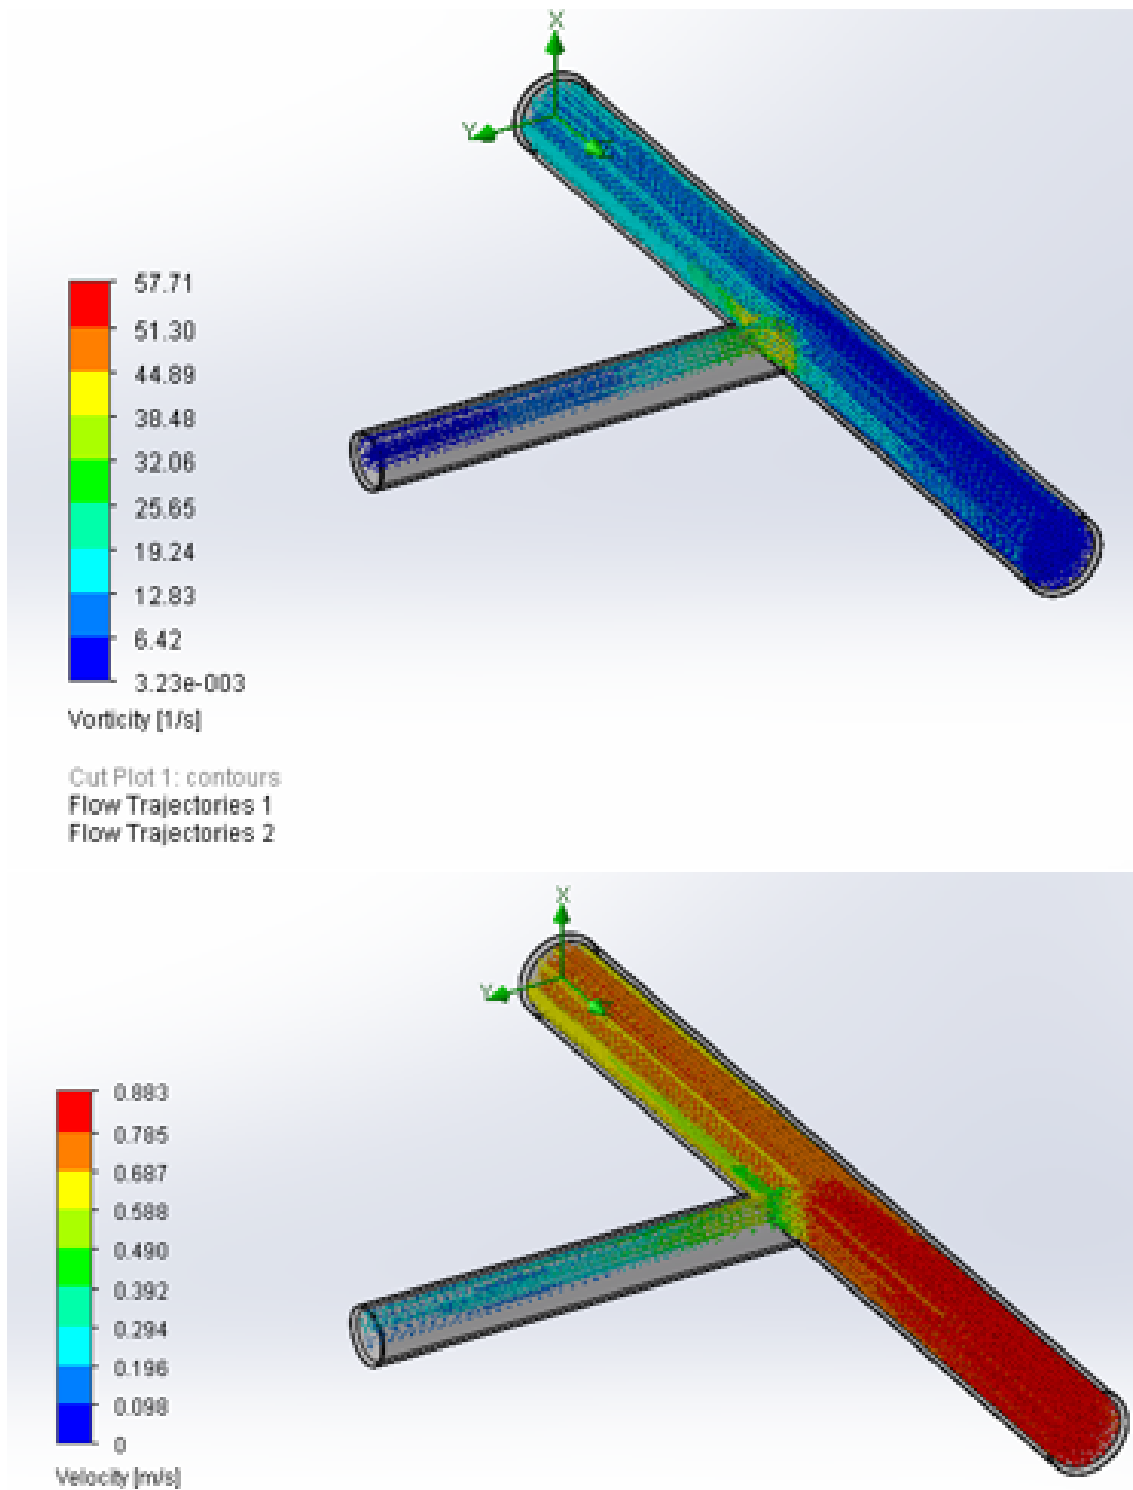 X
Y
Z
57.71
51.30
44.89
38.48
32.06
25.65
19.24
12.83
6.42
3.23e-003
Vorticity [1/s]
Cut Plot 1: contours
Flow Trajectories 1
Flow Trajectories 2
X
Y
Z
0.883
0.785
0.687
0.588
0.490
0.392
0.294
0.196
0.098
0
Velocity [m/s]